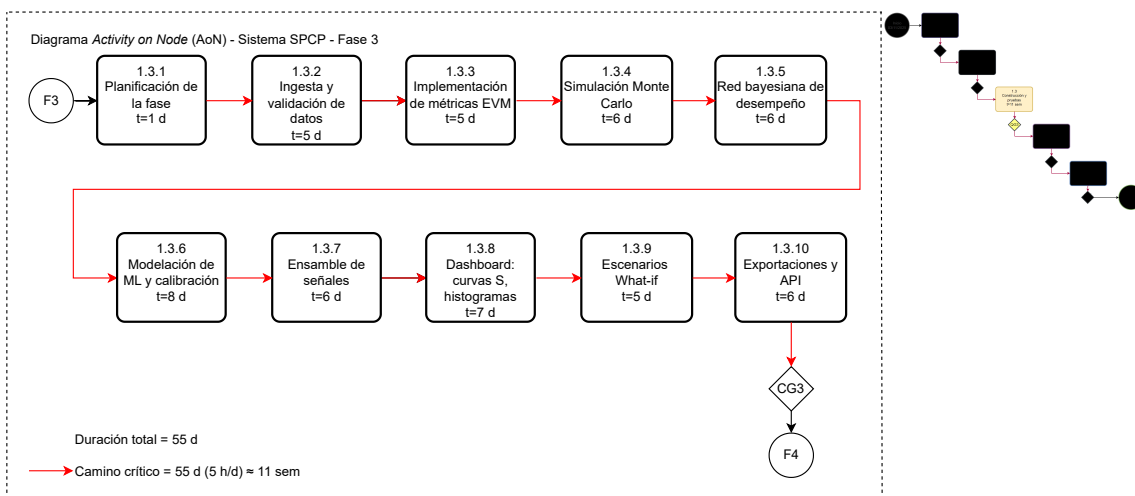 Diagrama Activity on Node (AoN) - Sistema SPCP - Fase 3
F3
1.3.1
Planificación de
la fase
t=1 d
1.3.2
Ingesta y
validación de
datos
t=5 d
1.3.3
Implementación
de métricas EVM
t=5 d
1.3.4
Simulación Monte
Carlo
t=6 d
1.3.5
Red bayesiana de
desempeño
t=6 d
1.3.6
Modelación de
ML y calibración
t=8 d
1.3.7
Ensamble de
señales
t=6 d
1.3.8
Dashboard:
curvas S,
histogramas
t=7 d
1.3.9
Escenarios
What-if
t=5 d
1.3.10
Exportaciones y
API
t=6 d
CG3
F4
Duración total = 55 d
Camino crítico = 55 d (5 h/d) ≈ 11 sem
1.3
Construcción y
pruebas
CG3